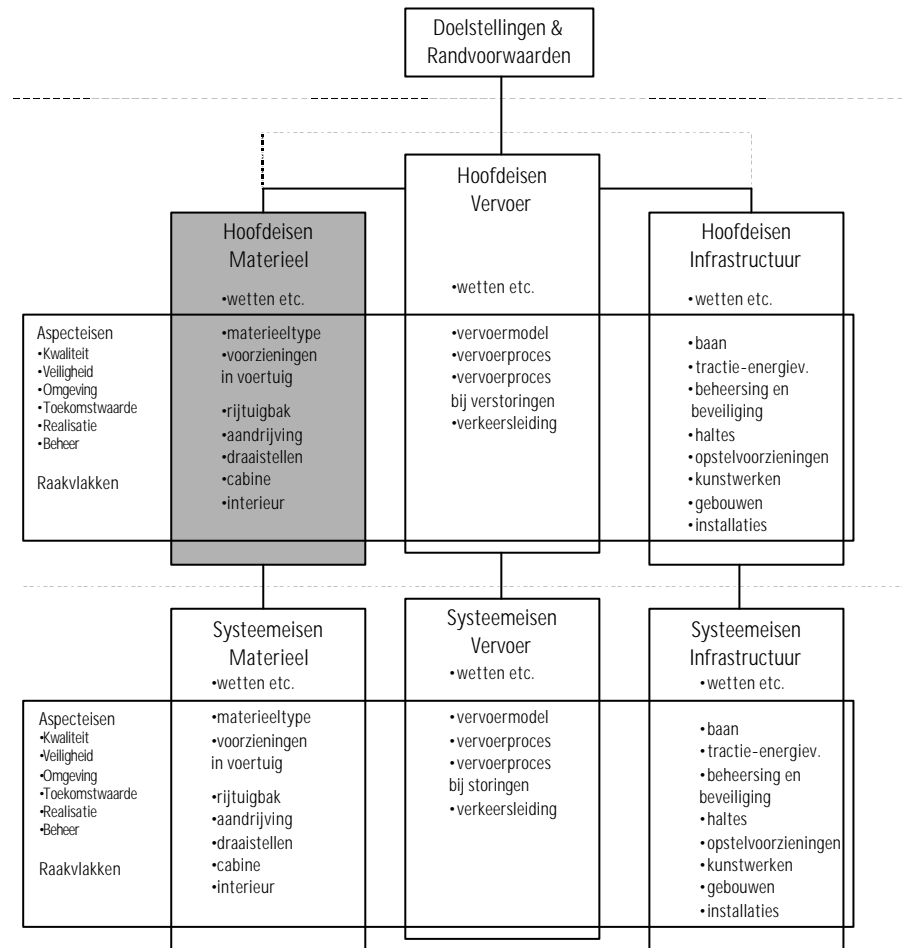 Doelstellingen &
Randvoorwaarden
Hoofdeisen
Vervoer
•wetten etc.
•vervoermodel
•vervoerproces
•vervoerproces
bij verstoringen
•verkeersleiding
Hoofdeisen
Materieel
•wetten etc.
•materieeltype
•voorzieningen
in voertuig
•rijtuigbak
•aandrijving
•draaistellen
•cabine
•interieur
Hoofdeisen
Infrastructuur
•wetten etc.
•baan
•tractie-energiev.
•beheersing en
beveiliging
•haltes
•opstelvoorzieningen
•kunstwerken
•gebouwen
•installaties
Aspecteisen
•Kwaliteit
•Veiligheid
•Omgeving
•Toekomstwaarde
•Realisatie
•Beheer
Raakvlakken
Systeemeisen
Materieel
•wetten etc.
•materieeltype
•voorzieningen
in voertuig
•rijtuigbak
•aandrijving
•draaistellen
•cabine
•interieur
Systeemeisen
Vervoer
•wetten etc.
•vervoermodel
•vervoerproces
•vervoerproces
bij storingen
•verkeersleiding
Systeemeisen
Infrastructuur
•wetten etc.
•baan
•tractie-energiev.
•beheersing en
beveiliging
•haltes
•opstelvoorzieningen
•kunstwerken
•gebouwen
•installaties
Aspecteisen
•Kwaliteit
•Veiligheid
•Omgeving
•Toekomstwaarde
•Realisatie
•Beheer
Raakvlakken